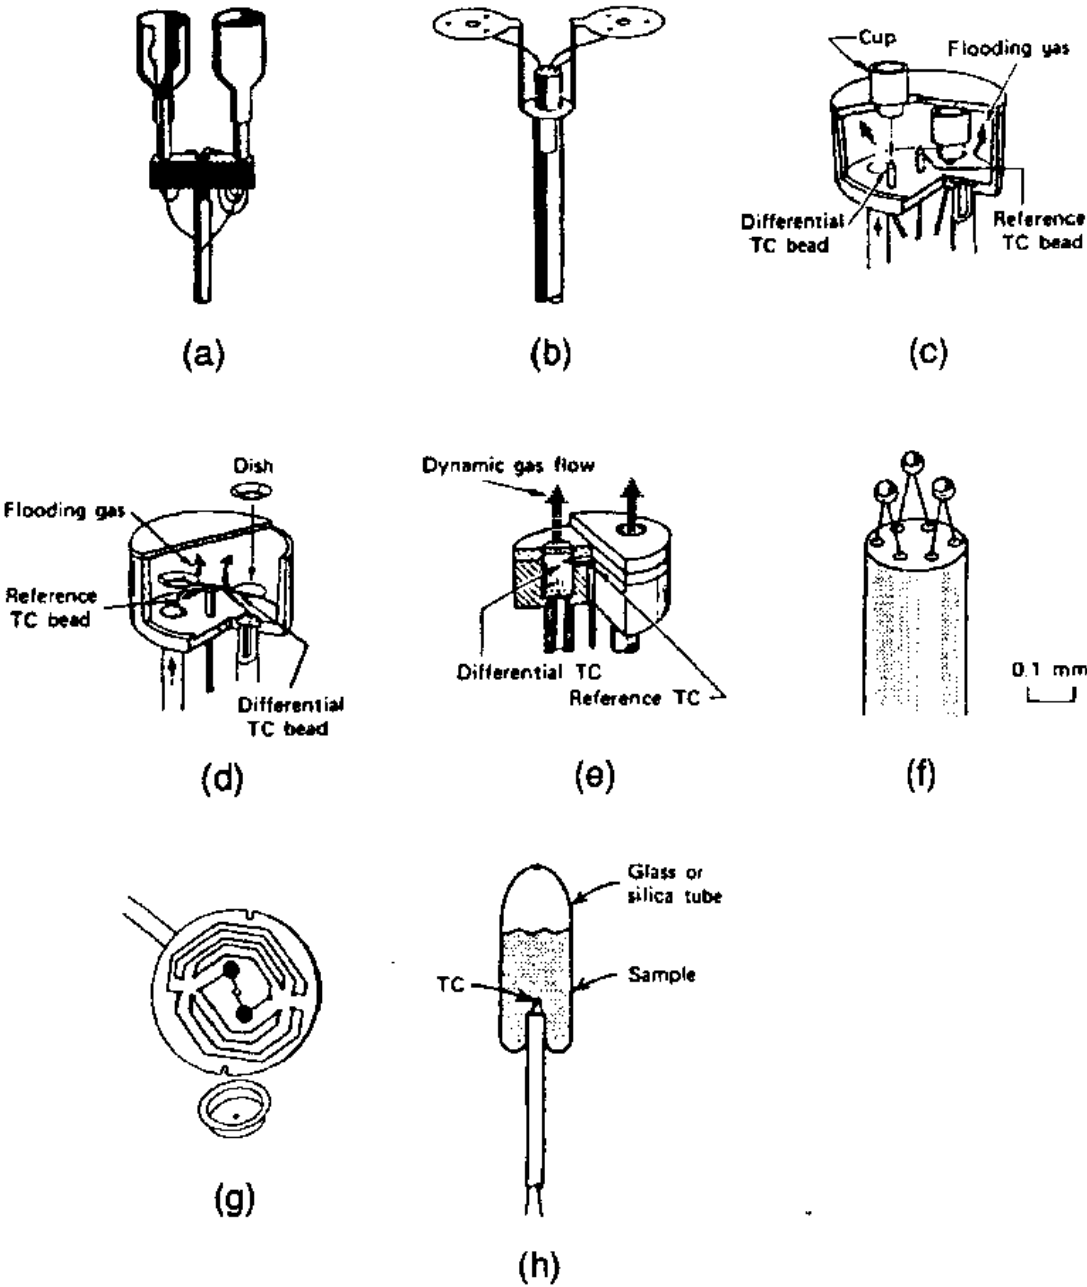 Cup
Flooding gas
Differential
TC bead
Reference
TC bead
(a)
(b)
(c)
Dish
Flooding gas
Reference
TC bead
Differential
TC bead
Dynamic gas flow
Differential TC
Reference TC
0.1 mm
(d)
(e)
(f)
Glass or
silica tube
TC
Sample
(g)
(h)